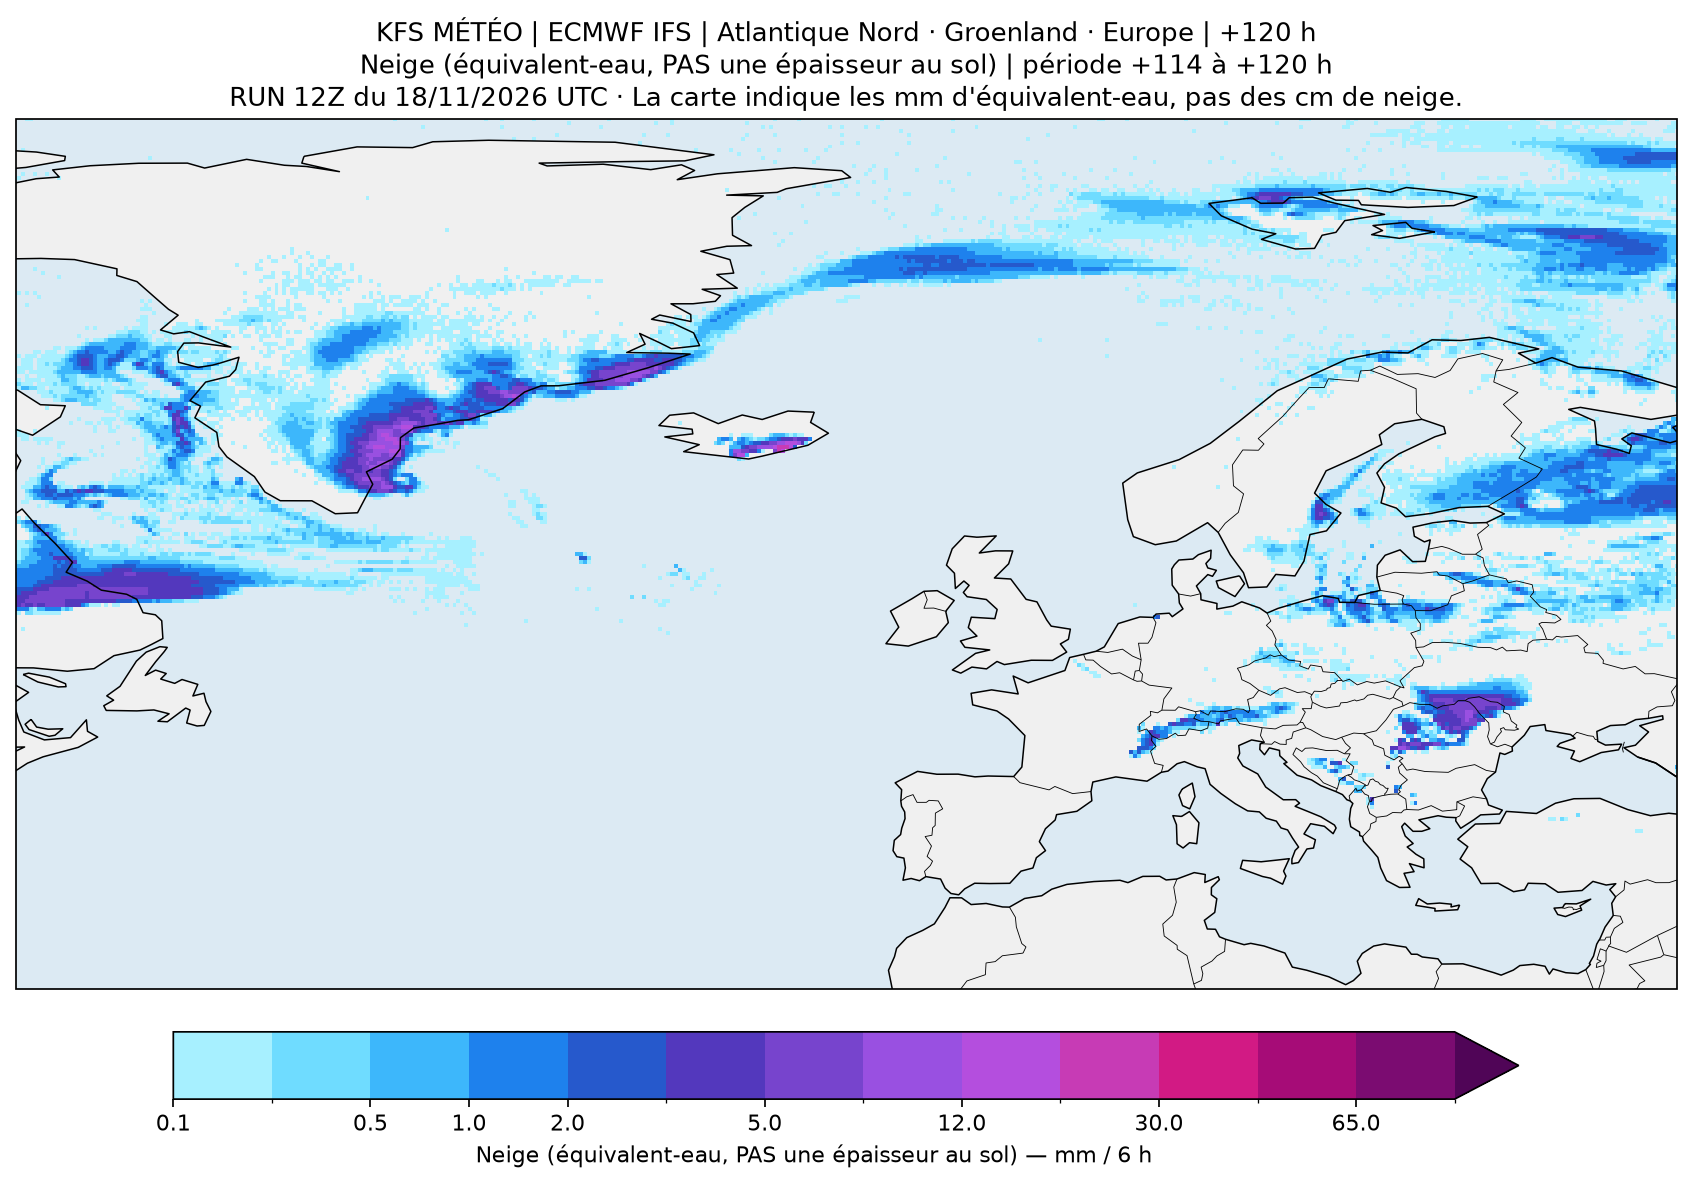 KFS MÉTÉO | ECMWF IFS | Atlantique Nord · Groenland · Europe | +120 h
Neige (équivalent-eau, PAS une épaisseur au sol) | période +114 à +120 h
RUN 12Z du 18/11/2026 UTC · La carte indique les mm d'équivalent-eau, pas des cm de neige.
0.1 0.5 1.0 2.0 5.0 12.0 30.0 65.0
Neige (équivalent-eau, PAS une épaisseur au sol) — mm / 6 h